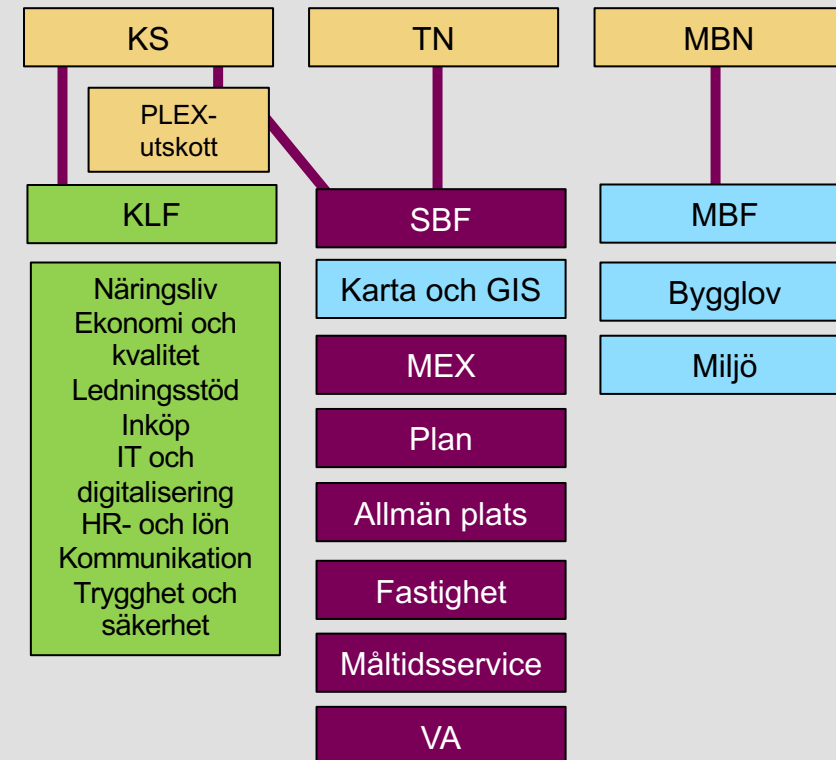 KS
TN
MBN
PLEX-
utskott
KLF
SBF
MBF
Näringsliv
Ekonomi och
kvalitet
Ledningsstöd
Inköp
IT och
digitalisering
HR- och lön
Kommunikation
Trygghet och
säkerhet
Karta och GIS
MEX
Plan
Allmän plats
Fastighet
Måltidsservice
VA
Bygglov
Miljö